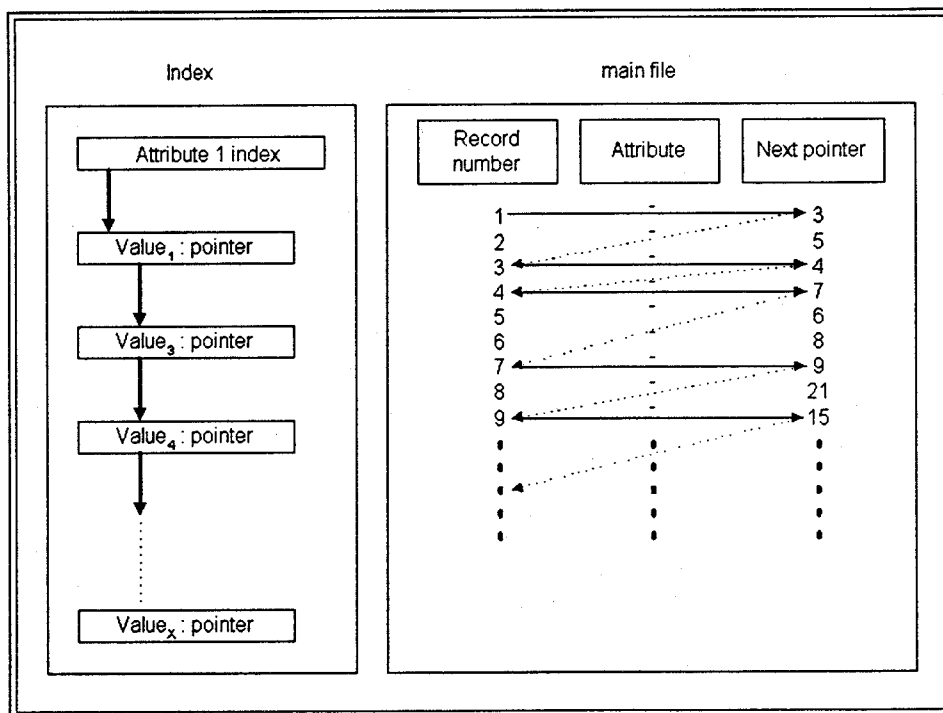 Index
main file
Attribute 1 index
Value₁ : pointer
Value₃ : pointer
Value₄ : pointer
Valueₓ : pointer
Record number
Attribute
Next pointer
1 - 3
2 - 5
3 - 4
4 - 7
5 - 6
6 - 8
7 - 9
8 - 21
9 - 15